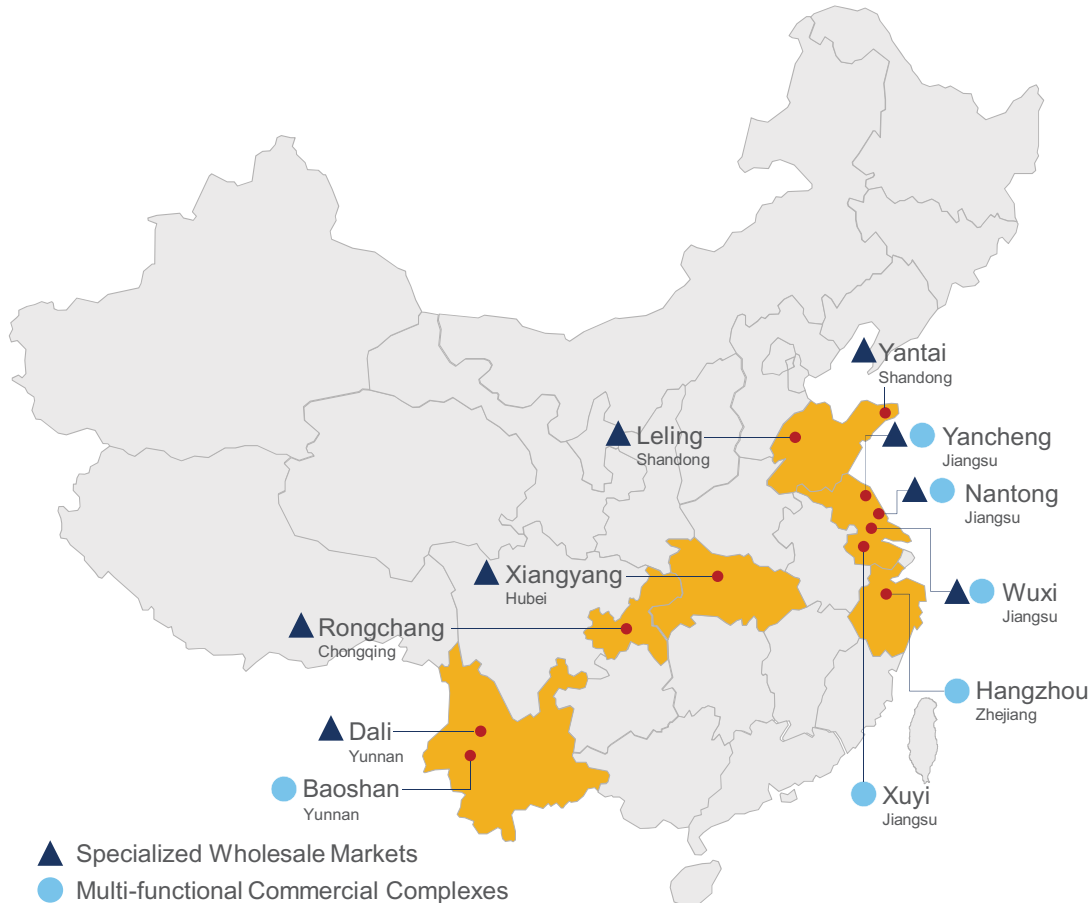 Yantai
Shandong
Leling
Shandong
Yancheng
Jiangsu
Nantong
Jiangsu
Xiangyang
Hubei
Wuxi
Jiangsu
Rongchang
Chongqing
Hangzhou
Zhejiang
Dali
Yunnan
Baoshan
Yunnan
Xuyi
Jiangsu
Specialized Wholesale Markets
Multi-functional Commercial Complexes